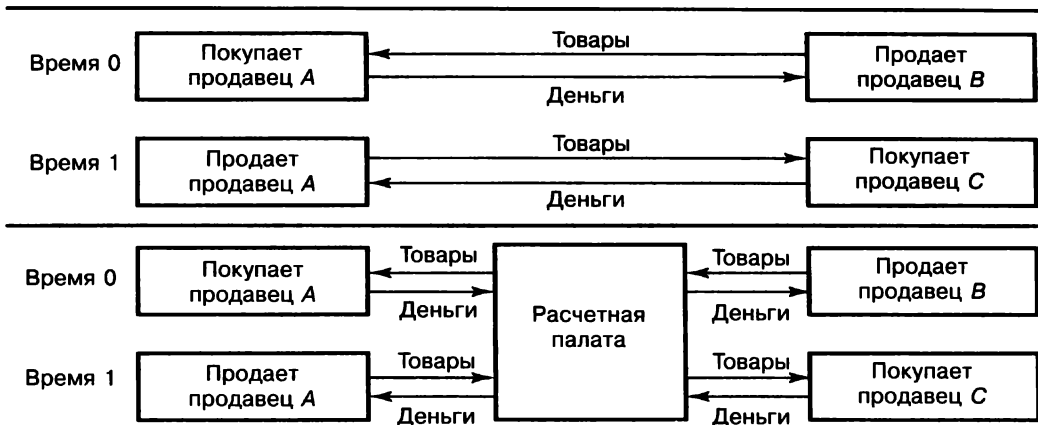 Товары
Время 0
Покупает
продавец A
Продает
продавец B
Деньги
Время 1
Продает
продавец A
Товары
Покупает
продавец C
Деньги
Время 0
Покупает
продавец A
Товары
Деньги
Расчетная
палата
Товары
Деньги
Продает
продавец B
Время 1
Продает
продавец A
Товары
Деньги
Товары
Деньги
Покупает
продавец C